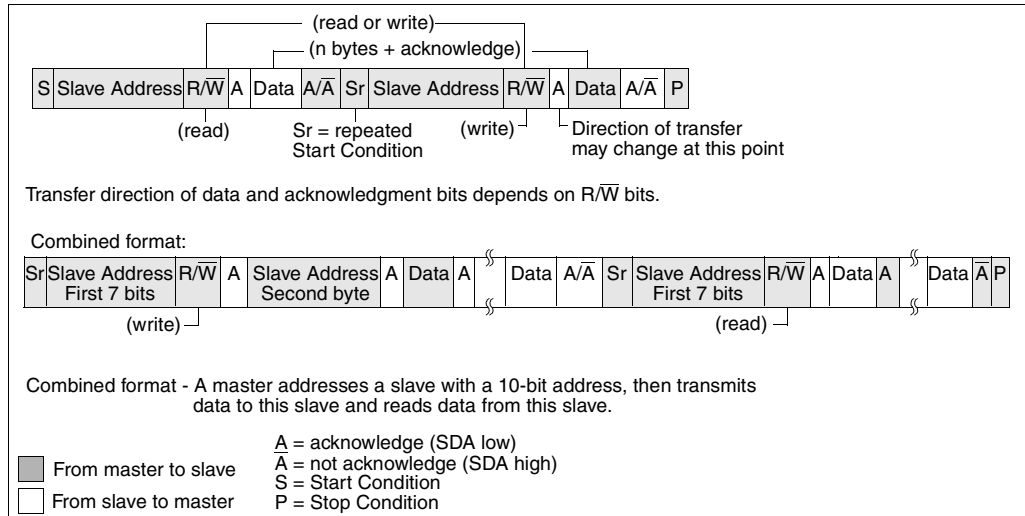 (read or write)
(n bytes + acknowledge)
S Slave Address R/W̅ A Data A/A̅ Sr Slave Address R/W̅ A Data A/A̅ P
(read) Sr = repeated (write) Direction of transfer
Start Condition may change at this point
Transfer direction of data and acknowledgment bits depends on R/W̅ bits.
Combined format:
Sr Slave Address R/W̅ A Slave Address A Data A Data A/A̅ Sr Slave Address R/W̅ A Data A Data A̅ P
First 7 bits Second byte First 7 bits
(write) (read)
Combined format - A master addresses a slave with a 10-bit address, then transmits
data to this slave and reads data from this slave.
A = acknowledge (SDA low)
A̅ = not acknowledge (SDA high)
S = Start Condition
P = Stop Condition
From master to slave
From slave to master